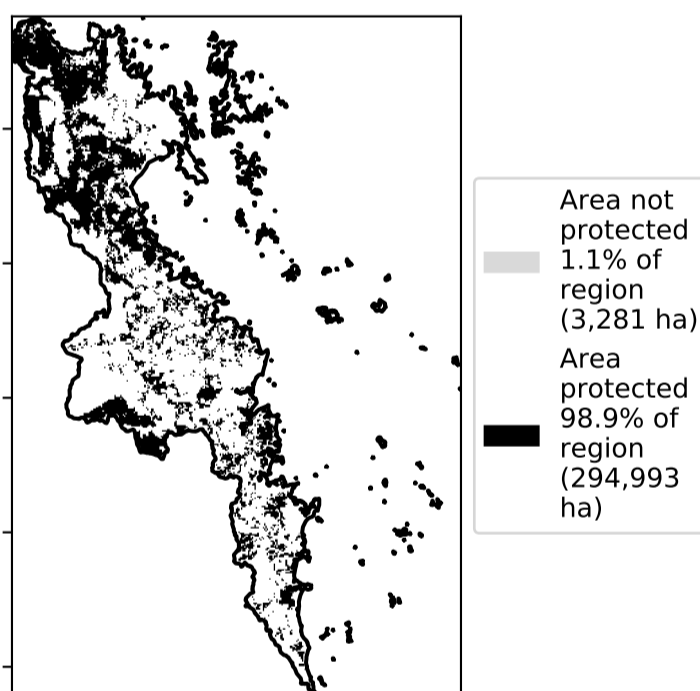 Area not
protected
1.1% of
region
(3,281 ha)
Area
protected
98.9% of
region
(294,993
ha)